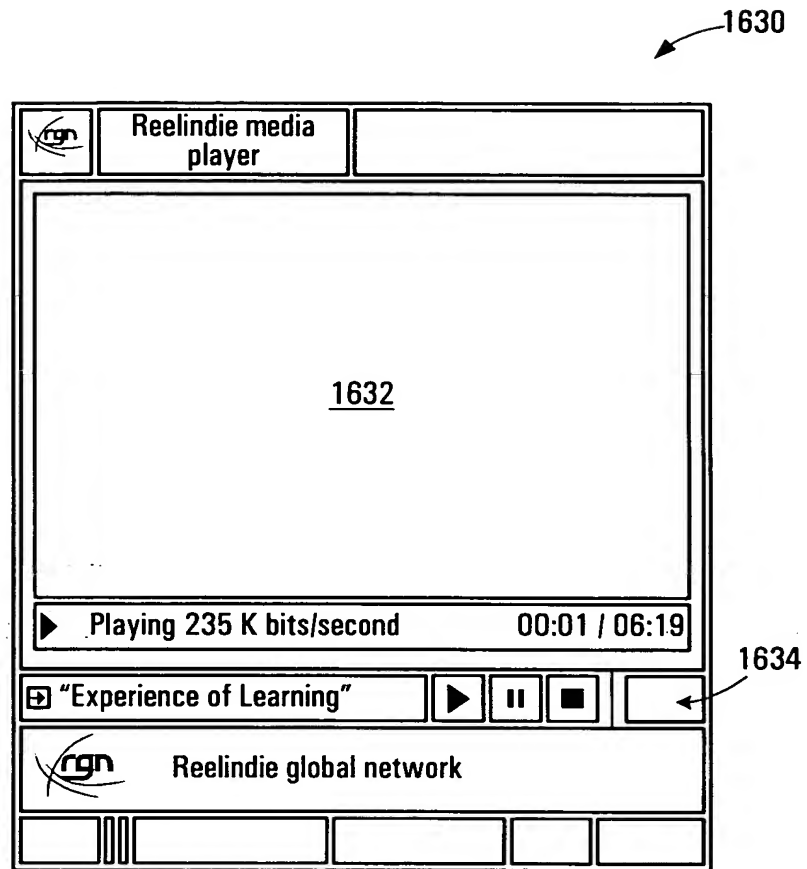 1630
rgn
Reelindie media
player
1632
Playing 235 K bits/second 00:01 / 06:19
1634
"Experience of Learning"
rgn
Reelindie global network